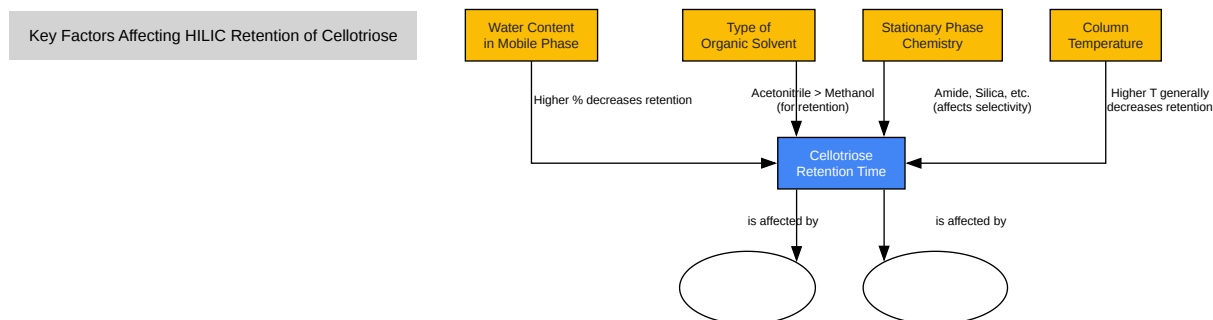 Key Factors Affecting HILIC Retention of Cellotriose
Water Content
in Mobile Phase
Type of
Organic Solvent
Stationary Phase
Chemistry
Column
Temperature
Higher % decreases retention
Acetonitrile > Methanol
(for retention)
Amide, Silica, etc.
(affects selectivity)
Higher T generally
decreases retention
Cellotriose
Retention Time
is affected by
is affected by